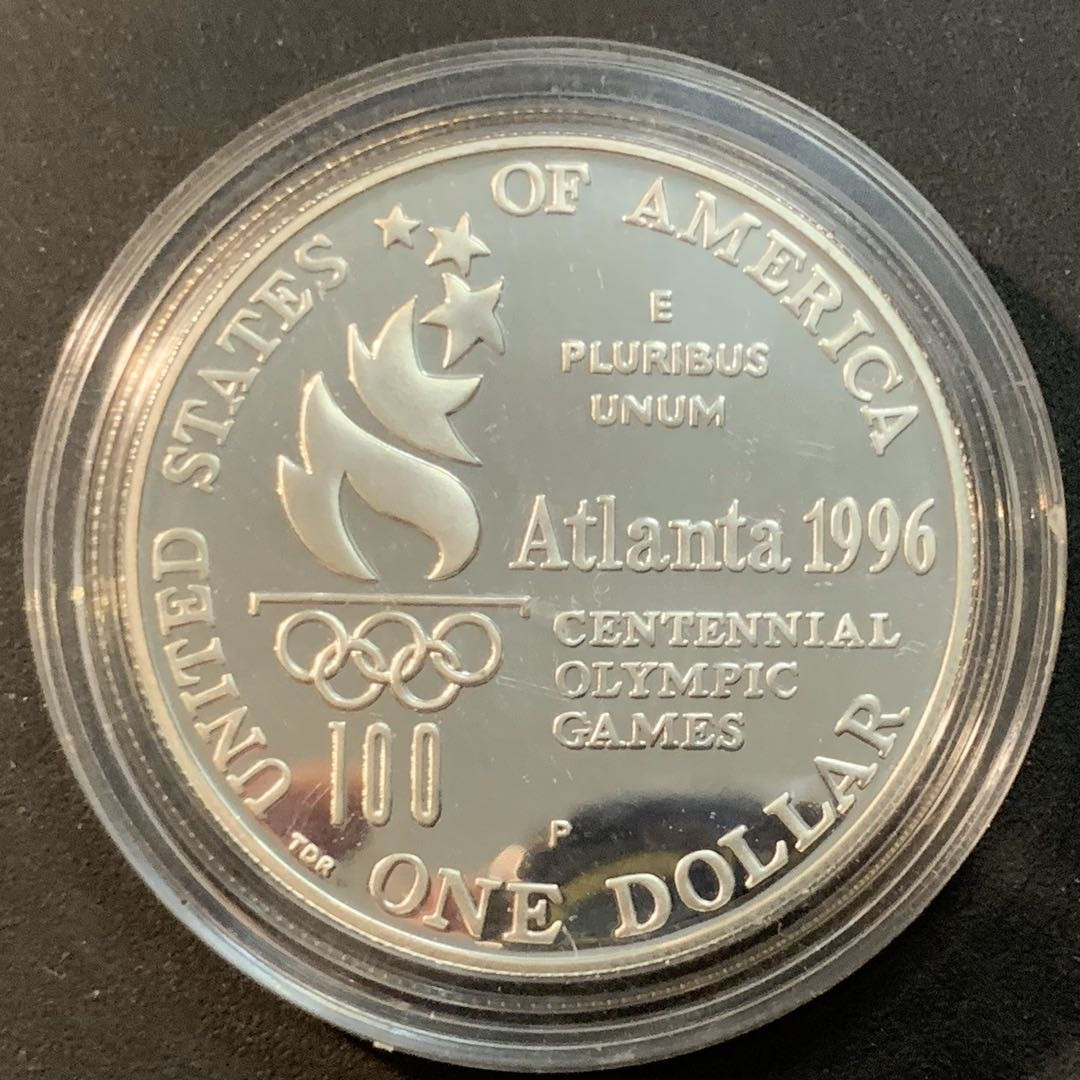 UNITED STATES OF AMERICA
E
PLURIBUS
UNUM
Atlanta 1996
CENTENNIAL
OLYMPIC
GAMES
100
P
TDR
ONE DOLLAR